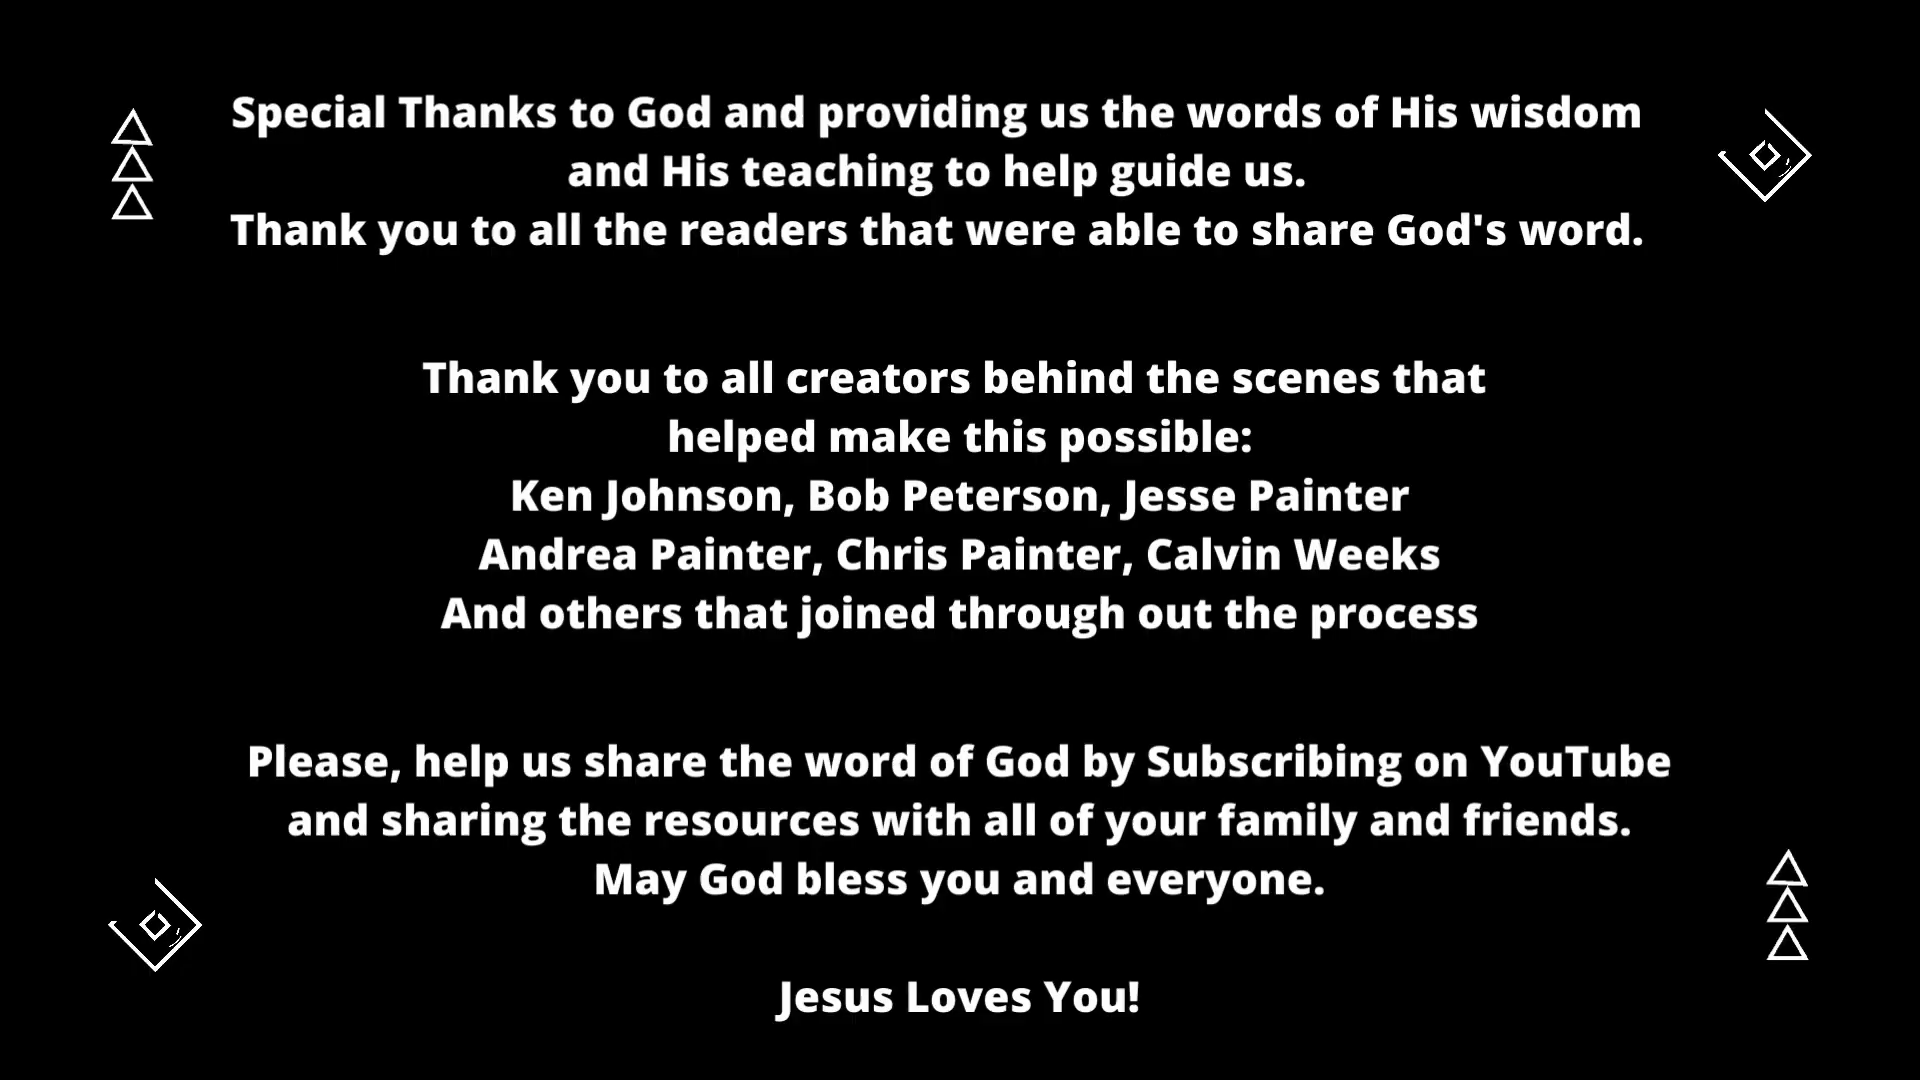 Special Thanks to God and providing us the words of His wisdom
and His teaching to help guide us.
Thank you to all the readers that were able to share God's word.
Thank you to all creators behind the scenes that
helped make this possible:
Ken Johnson, Bob Peterson, Jesse Painter
Andrea Painter, Chris Painter, Calvin Weeks
And others that joined through out the process
Please, help us share the word of God by Subscribing on YouTube
and sharing the resources with all of your family and friends.
May God bless you and everyone.
Jesus Loves You!